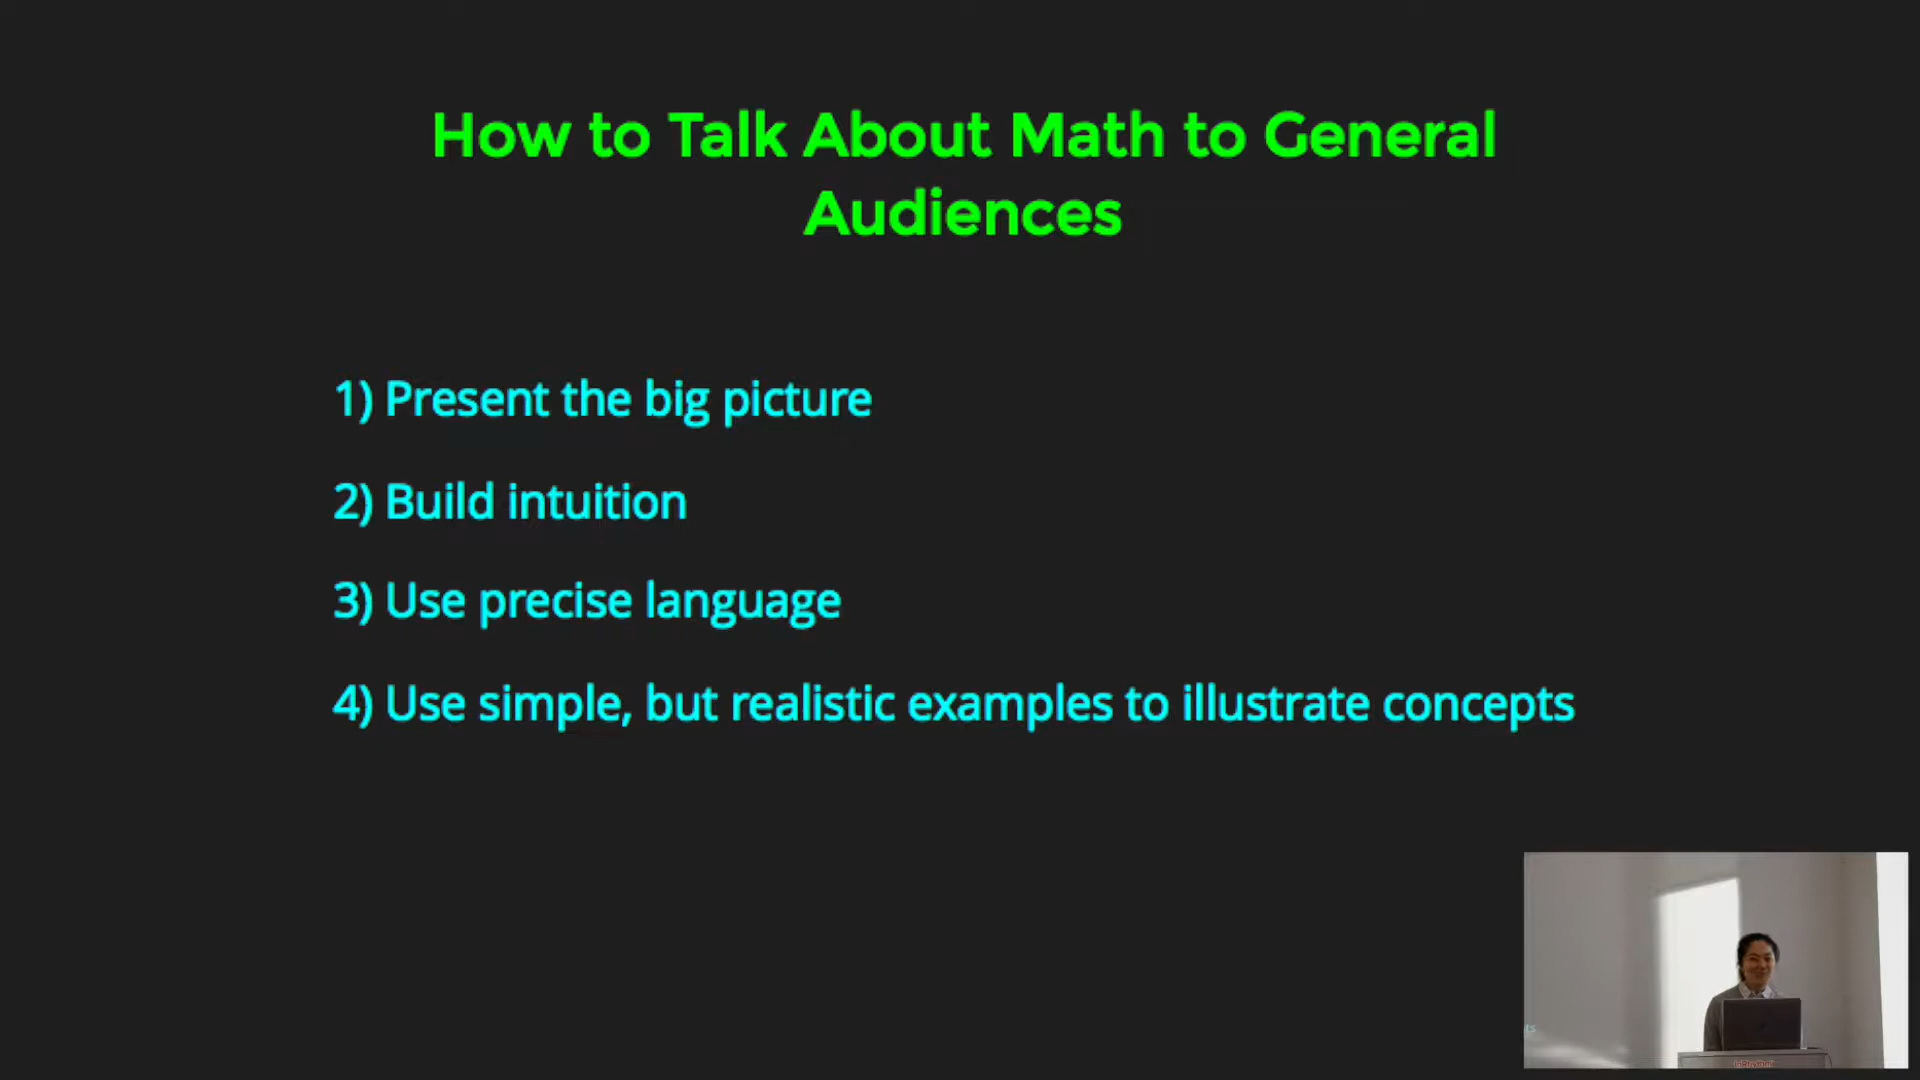 How to Talk About Math to General
Audiences
1) Present the big picture
2) Build intuition
3) Use precise language
4) Use simple, but realistic examples to illustrate concepts
ts